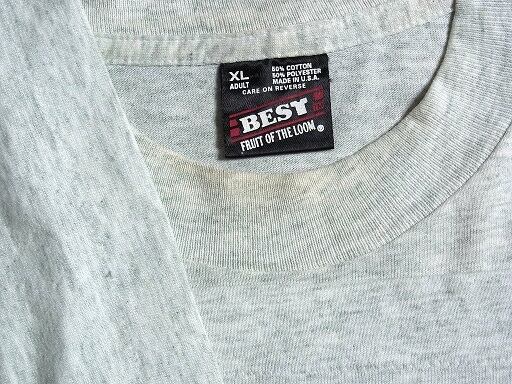 XL
ADULT
50% COTTON
50% POLYESTER
MADE IN U.S.A.
CARE ON REVERSE
BEST
FRUIT OF THE LOOM®